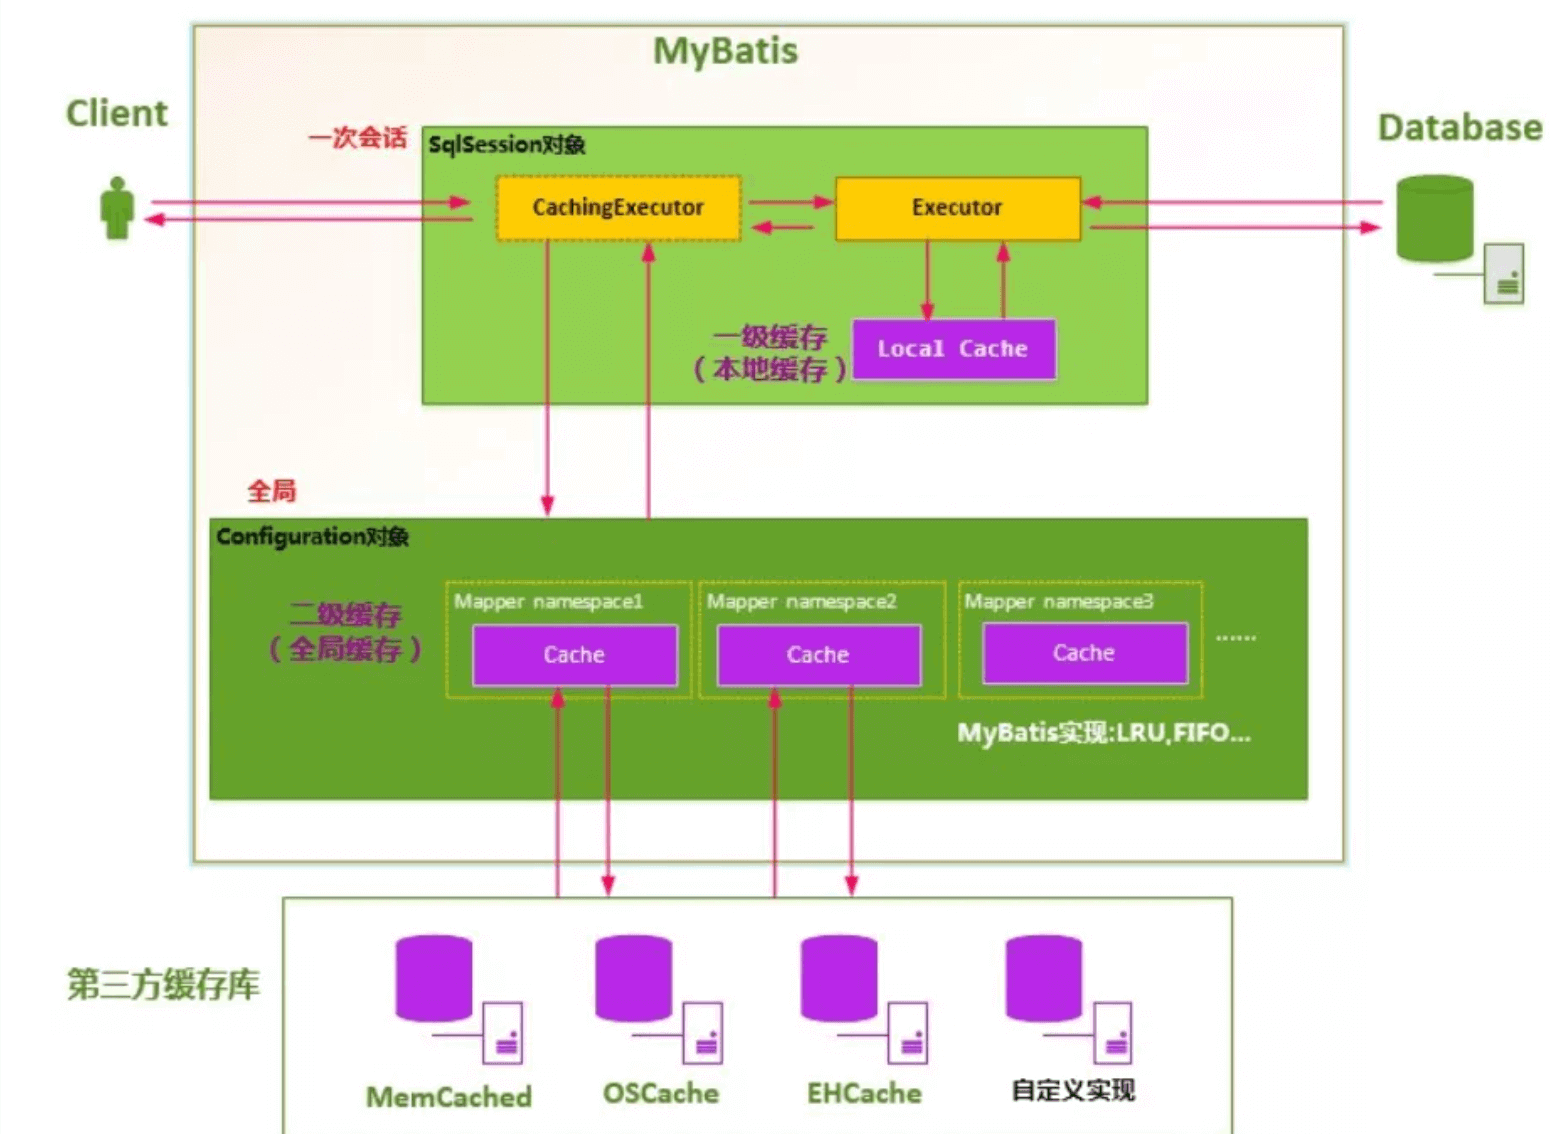 MyBatis
Client
Database
一次会话
SqlSession对象
CachingExecutor
Executor
一级缓存
（本地缓存）
Local Cache
全局
Configuration对象
二级缓存
（全局缓存）
Mapper namespace1
Mapper namespace2
Mapper namespace3
Cache
Cache
Cache
......
MyBatis实现:LRU,FIFO...
第三方缓存库
MemCached
OSCache
EHCache
自定义实现